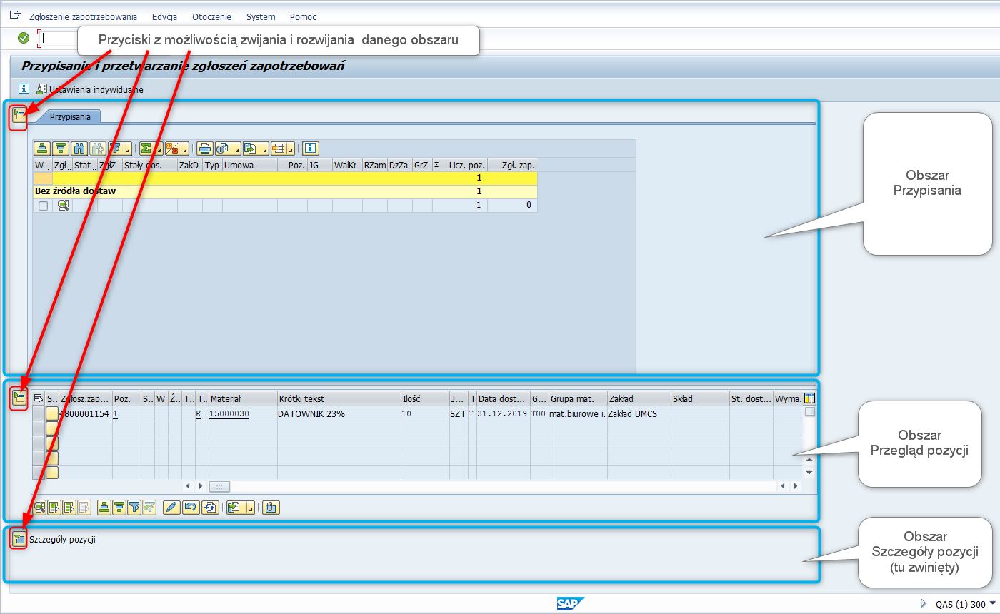 Zgłoszenie zapotrzebowania Edycja Otoczenie System Pomoc
Przyciski z możliwością zwijania i rozwijania danego obszaru
Przypisanie i przetwarzanie zgłoszeń zapotrzebowań
Ustawienia indywidualne
Przypisania
W... Zgł... Stat... ZgłZ Stały dos. ZakD Typ Umowa Poz. JG WalKr RZam DzZa GrZ Σ Licz. poz. Zgł. zap.
1
Bez źródła dostaw 1
1 0
Obszar
Przypisania
S.. Zgłosz.zap... Poz. S.. W. Ź.. T.. T.. Materiał Krótki tekst Ilość J... T Data dost... G... Grupa mat. Zakład Skład St. dost... Wyma.
4800001154 1 K 15000030 DATOWNIK 23% 10 SZT T 31.12.2019 T00 mat.biurowe i.. Zakład UMCS
Obszar
Przegląd pozycji
Szczegóły pozycji
Obszar
Szczegóły pozycji
(tu zwinięty)
SAP
QAS (1) 300